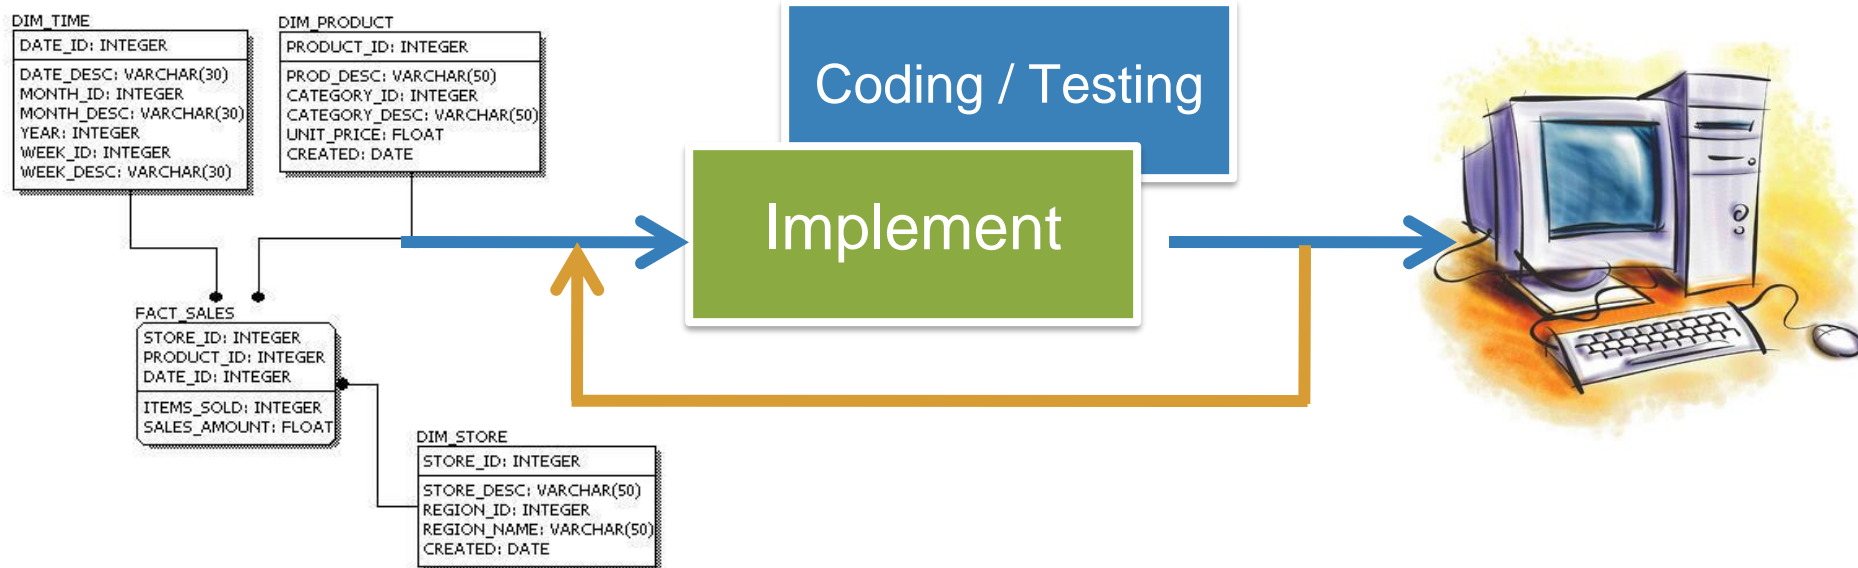 DIM_TIME
DATE_ID: INTEGER
DATE_DESC: VARCHAR(30)
MONTH_ID: INTEGER
MONTH_DESC: VARCHAR(30)
YEAR: INTEGER
WEEK_ID: INTEGER
WEEK_DESC: VARCHAR(30)
DIM_PRODUCT
PRODUCT_ID: INTEGER
PROD_DESC: VARCHAR(50)
CATEGORY_ID: INTEGER
CATEGORY_DESC: VARCHAR(50)
UNIT_PRICE: FLOAT
CREATED: DATE
Coding / Testing
Implement
FACT_SALES
STORE_ID: INTEGER
PRODUCT_ID: INTEGER
DATE_ID: INTEGER
ITEMS_SOLD: INTEGER
SALES_AMOUNT: FLOAT
DIM_STORE
STORE_ID: INTEGER
STORE_DESC: VARCHAR(50)
REGION_ID: INTEGER
REGION_NAME: VARCHAR(50)
CREATED: DATE